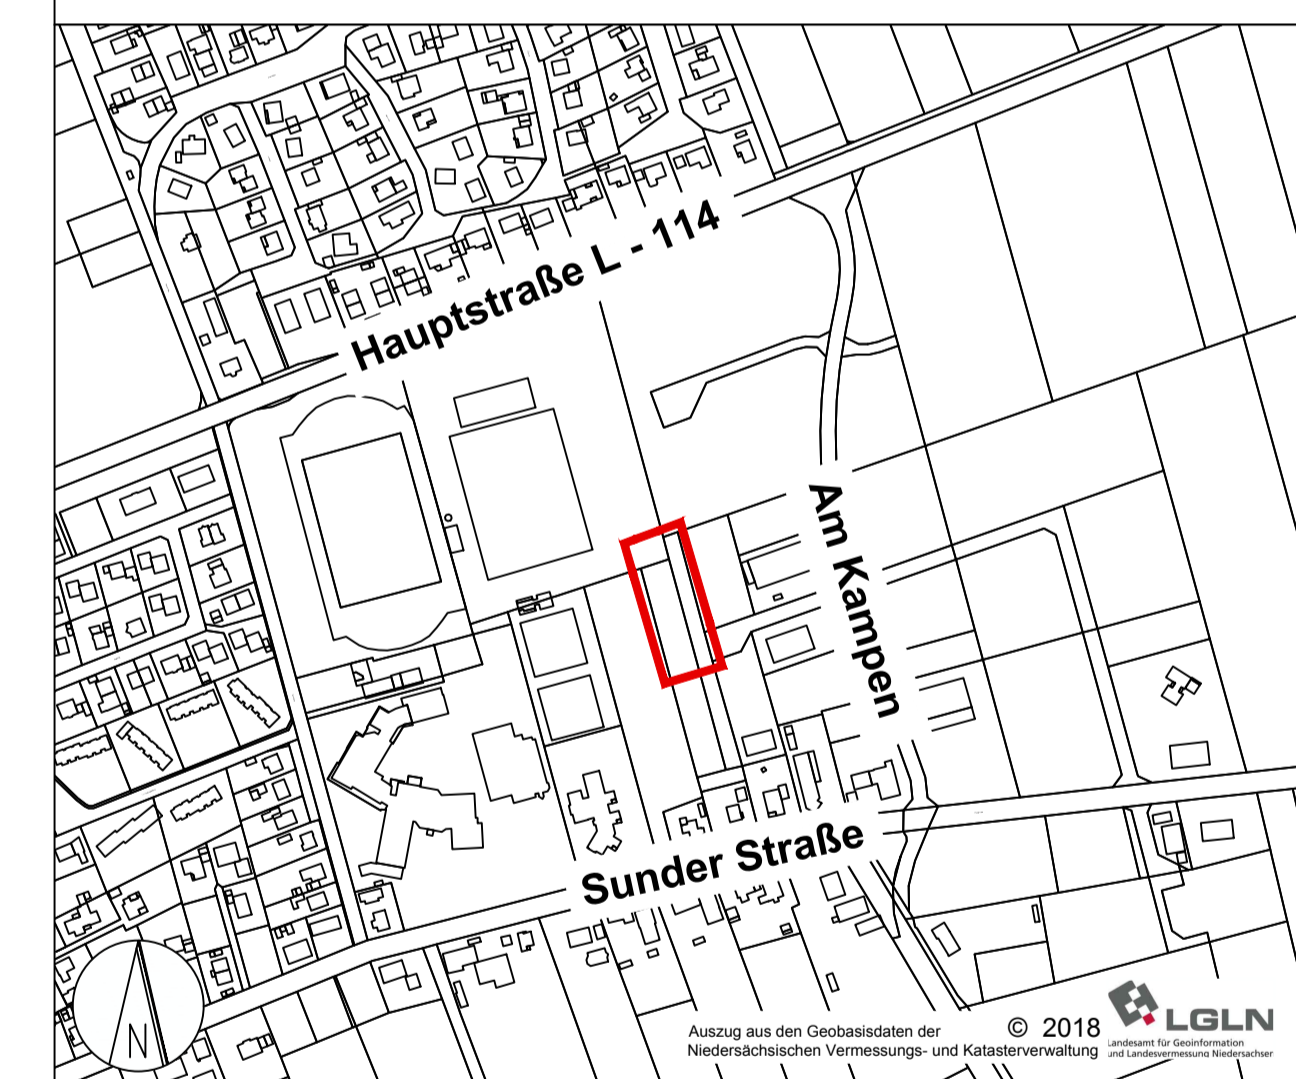 Hauptstraße L - 114
Am Kampen
Sunder Straße
N
Auszug aus den Geobasisdaten der
Niedersächsischen Vermessungs- und Katasterverwaltung
© 2018
LGLN
Landesamt für Geoinformation
und Landesvermessung Niedersachser